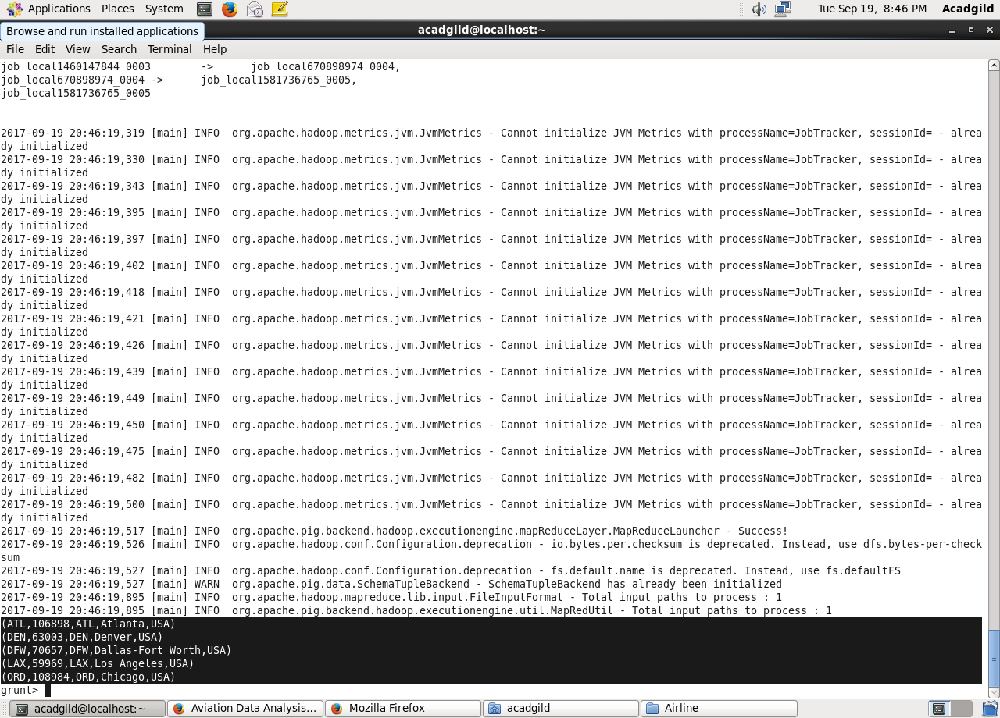 Applications Places System Tue Sep 19, 8:46 PM Acadgild
Browse and run installed applications
acadgild@localhost:~
File Edit View Search Terminal Help
job_local1460147844_0003 -> job_local670898974_0004,
job_local670898974_0004 -> job_local1581736765_0005,
job_local1581736765_0005
2017-09-19 20:46:19,319 [main] INFO org.apache.hadoop.metrics.jvm.JvmMetrics - Cannot initialize JVM Metrics with processName=JobTracker, sessionId= - alrea
dy initialized
2017-09-19 20:46:19,330 [main] INFO org.apache.hadoop.metrics.jvm.JvmMetrics - Cannot initialize JVM Metrics with processName=JobTracker, sessionId= - alrea
dy initialized
2017-09-19 20:46:19,343 [main] INFO org.apache.hadoop.metrics.jvm.JvmMetrics - Cannot initialize JVM Metrics with processName=JobTracker, sessionId= - alrea
dy initialized
2017-09-19 20:46:19,395 [main] INFO org.apache.hadoop.metrics.jvm.JvmMetrics - Cannot initialize JVM Metrics with processName=JobTracker, sessionId= - alrea
dy initialized
2017-09-19 20:46:19,397 [main] INFO org.apache.hadoop.metrics.jvm.JvmMetrics - Cannot initialize JVM Metrics with processName=JobTracker, sessionId= - alrea
dy initialized
2017-09-19 20:46:19,402 [main] INFO org.apache.hadoop.metrics.jvm.JvmMetrics - Cannot initialize JVM Metrics with processName=JobTracker, sessionId= - alrea
dy initialized
2017-09-19 20:46:19,418 [main] INFO org.apache.hadoop.metrics.jvm.JvmMetrics - Cannot initialize JVM Metrics with processName=JobTracker, sessionId= - alrea
dy initialized
2017-09-19 20:46:19,421 [main] INFO org.apache.hadoop.metrics.jvm.JvmMetrics - Cannot initialize JVM Metrics with processName=JobTracker, sessionId= - alrea
dy initialized
2017-09-19 20:46:19,426 [main] INFO org.apache.hadoop.metrics.jvm.JvmMetrics - Cannot initialize JVM Metrics with processName=JobTracker, sessionId= - alrea
dy initialized
2017-09-19 20:46:19,439 [main] INFO org.apache.hadoop.metrics.jvm.JvmMetrics - Cannot initialize JVM Metrics with processName=JobTracker, sessionId= - alrea
dy initialized
2017-09-19 20:46:19,449 [main] INFO org.apache.hadoop.metrics.jvm.JvmMetrics - Cannot initialize JVM Metrics with processName=JobTracker, sessionId= - alrea
dy initialized
2017-09-19 20:46:19,450 [main] INFO org.apache.hadoop.metrics.jvm.JvmMetrics - Cannot initialize JVM Metrics with processName=JobTracker, sessionId= - alrea
dy initialized
2017-09-19 20:46:19,475 [main] INFO org.apache.hadoop.metrics.jvm.JvmMetrics - Cannot initialize JVM Metrics with processName=JobTracker, sessionId= - alrea
dy initialized
2017-09-19 20:46:19,482 [main] INFO org.apache.hadoop.metrics.jvm.JvmMetrics - Cannot initialize JVM Metrics with processName=JobTracker, sessionId= - alrea
dy initialized
2017-09-19 20:46:19,500 [main] INFO org.apache.hadoop.metrics.jvm.JvmMetrics - Cannot initialize JVM Metrics with processName=JobTracker, sessionId= - alrea
dy initialized
2017-09-19 20:46:19,517 [main] INFO org.apache.pig.backend.hadoop.executionengine.mapReduceLayer.MapReduceLauncher - Success!
2017-09-19 20:46:19,526 [main] INFO org.apache.hadoop.conf.Configuration.deprecation - io.bytes.per.checksum is deprecated. Instead, use dfs.bytes-per-check
sum
2017-09-19 20:46:19,527 [main] INFO org.apache.hadoop.conf.Configuration.deprecation - fs.default.name is deprecated. Instead, use fs.defaultFS
2017-09-19 20:46:19,527 [main] WARN org.apache.pig.data.SchemaTupleBackend - SchemaTupleBackend has already been initialized
2017-09-19 20:46:19,895 [main] INFO org.apache.hadoop.mapreduce.lib.input.FileInputFormat - Total input paths to process : 1
2017-09-19 20:46:19,895 [main] INFO org.apache.pig.backend.hadoop.executionengine.util.MapRedUtil - Total input paths to process : 1
(ATL,106898,ATL,Atlanta,USA)
(DEN,63003,DEN,Denver,USA)
(DFW,70657,DFW,Dallas-Fort Worth,USA)
(LAX,59969,LAX,Los Angeles,USA)
(ORD,108984,ORD,Chicago,USA)
grunt>
acadgild@localhost:~ Aviation Data Analysis... Mozilla Firefox acadgild Airline